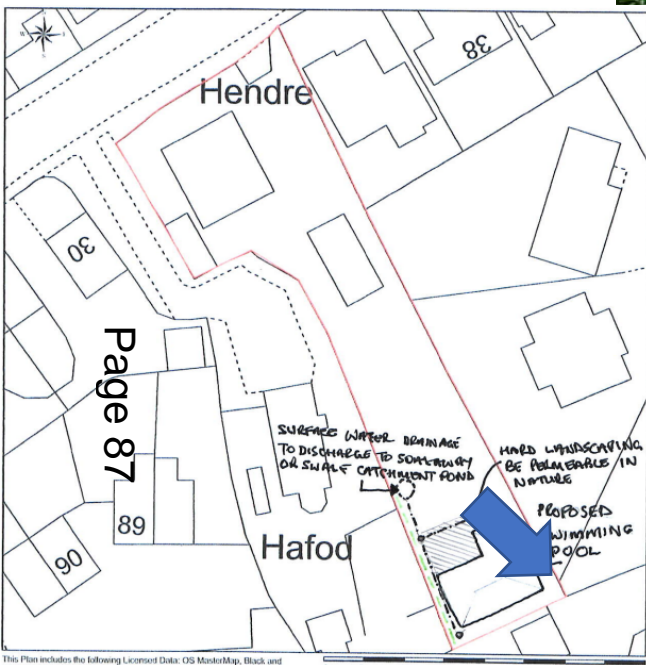 Hendre
38
30
Page 87
SURFACE WATER DRAINAGE
TO DISCHARGE TO SOAKAWAY
OR SWALE CATCHMENT POND
HARD LANDSCAPING
BE PERMEABLE IN
NATURE
PROPOSED
WIMMING
POOL
89
90
Hafod
This Plan includes the following Licensed Data: OS MasterMap, Black and